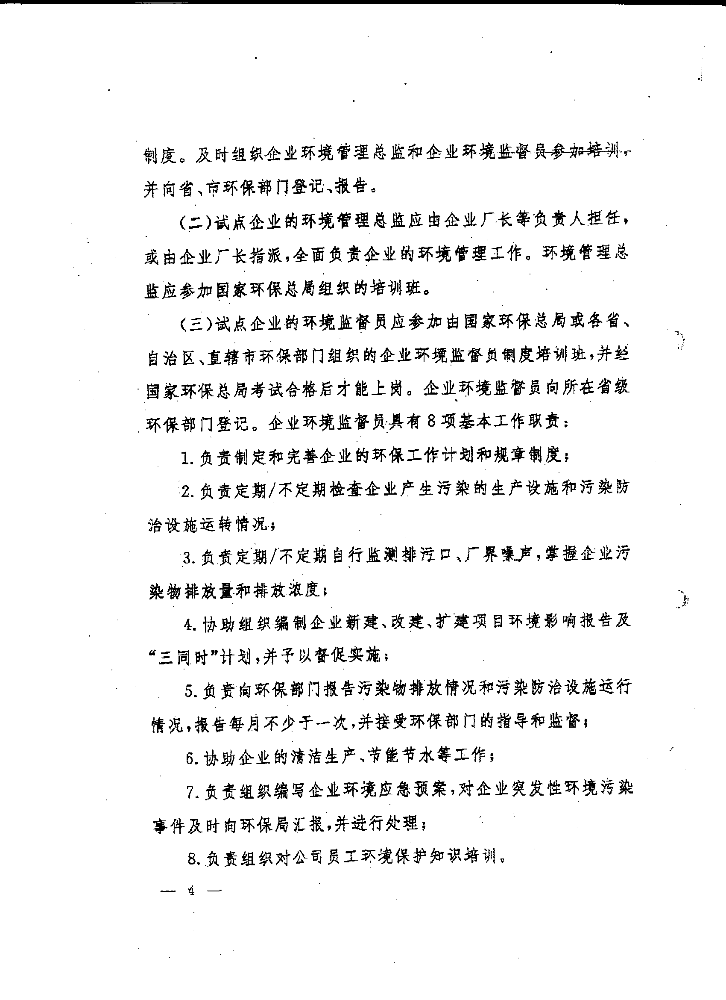 制度。及时组织企业环境管理总监和企业环境监督员参加培训，
并向省、市环保部门登记、报告。
（二）试点企业的环境管理总监应由企业厂长等负责人担任，
或由企业厂长指派，全面负责企业的环境管理工作。环境管理总
监应参加国家环保总局组织的培训班。
（三）试点企业的环境监督员应参加由国家环保总局或各省、
自治区、直辖市环保部门组织的企业环境监督员制度培训班，并经
国家环保总局考试合格后才能上岗。企业环境监督员向所在省级
环保部门登记。企业环境监督员具有8项基本工作职责：
1.负责制定和完善企业的环保工作计划和规章制度；
2.负责定期/不定期检查企业产生污染的生产设施和污染防
治设施运转情况；
3.负责定期/不定期自行监测排污口、厂界噪声，掌握企业污
染物排放量和排放浓度；
4.协助组织编制企业新建、改建、扩建项目环境影响报告及
“三同时”计划，并予以督促实施；
5.负责向环保部门报告污染物排放情况和污染防治设施运行
情况，报告每月不少于一次，并接受环保部门的指导和监督；
6.协助企业的清洁生产、节能节水等工作；
7.负责组织编写企业环境应急预案，对企业突发性环境污染
事件及时向环保局汇报，并进行处理；
8.负责组织对公司员工环境保护知识培训。
— 4 —